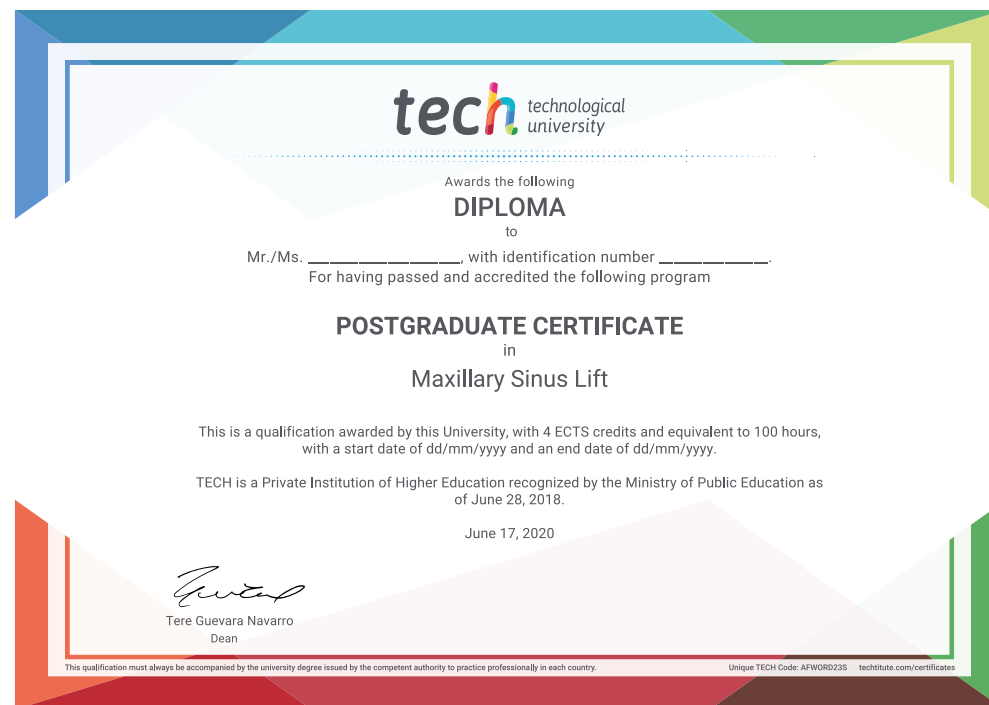 tech technological
university
Awards the following
DIPLOMA
to
Mr./Ms. __________________, with identification number _____________.
For having passed and accredited the following program
POSTGRADUATE CERTIFICATE
in
Maxillary Sinus Lift
This is a qualification awarded by this University, with 4 ECTS credits and equivalent to 100 hours,
with a start date of dd/mm/yyyy and an end date of dd/mm/yyyy.
TECH is a Private Institution of Higher Education recognized by the Ministry of Public Education as
of June 28, 2018.
June 17, 2020
Tere Guevara Navarro
Dean
This qualification must always be accompanied by the university degree issued by the competent authority to practice professionally in each country.
Unique TECH Code: AFWORD23S techtitute.com/certificates